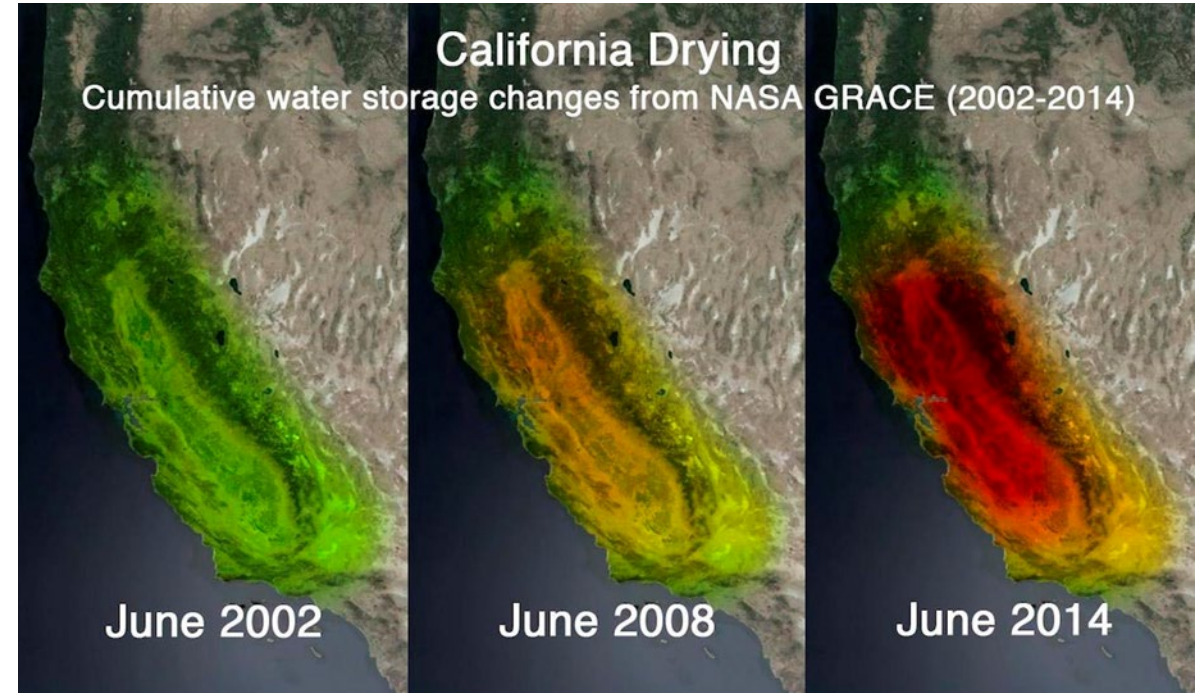 California Drying
Cumulative water storage changes from NASA GRACE (2002-2014)
June 2002
June 2008
June 2014